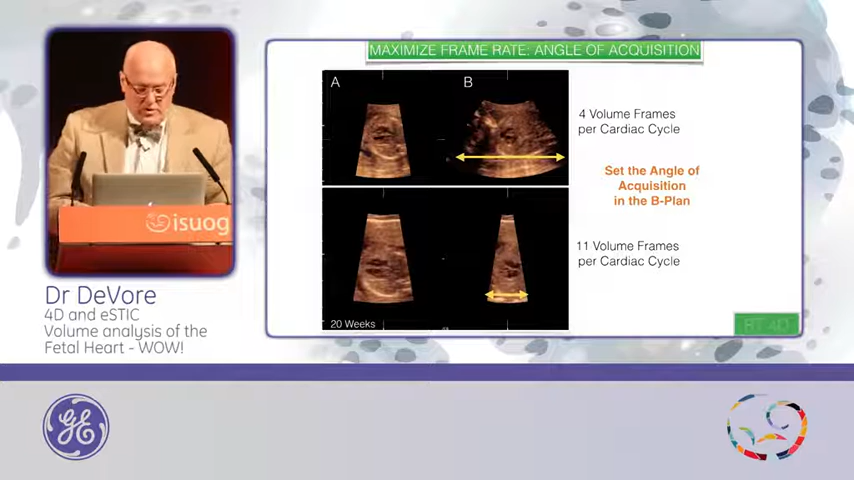 MAXIMIZE FRAME RATE: ANGLE OF ACQUISITION
A
B
4 Volume Frames
per Cardiac Cycle
Set the Angle of
Acquisition
in the B-Plan
11 Volume Frames
per Cardiac Cycle
20 Weeks
RT 4D
isuog
Dr DeVore
4D and eSTIC
Volume analysis of the
Fetal Heart - WOW!
GE